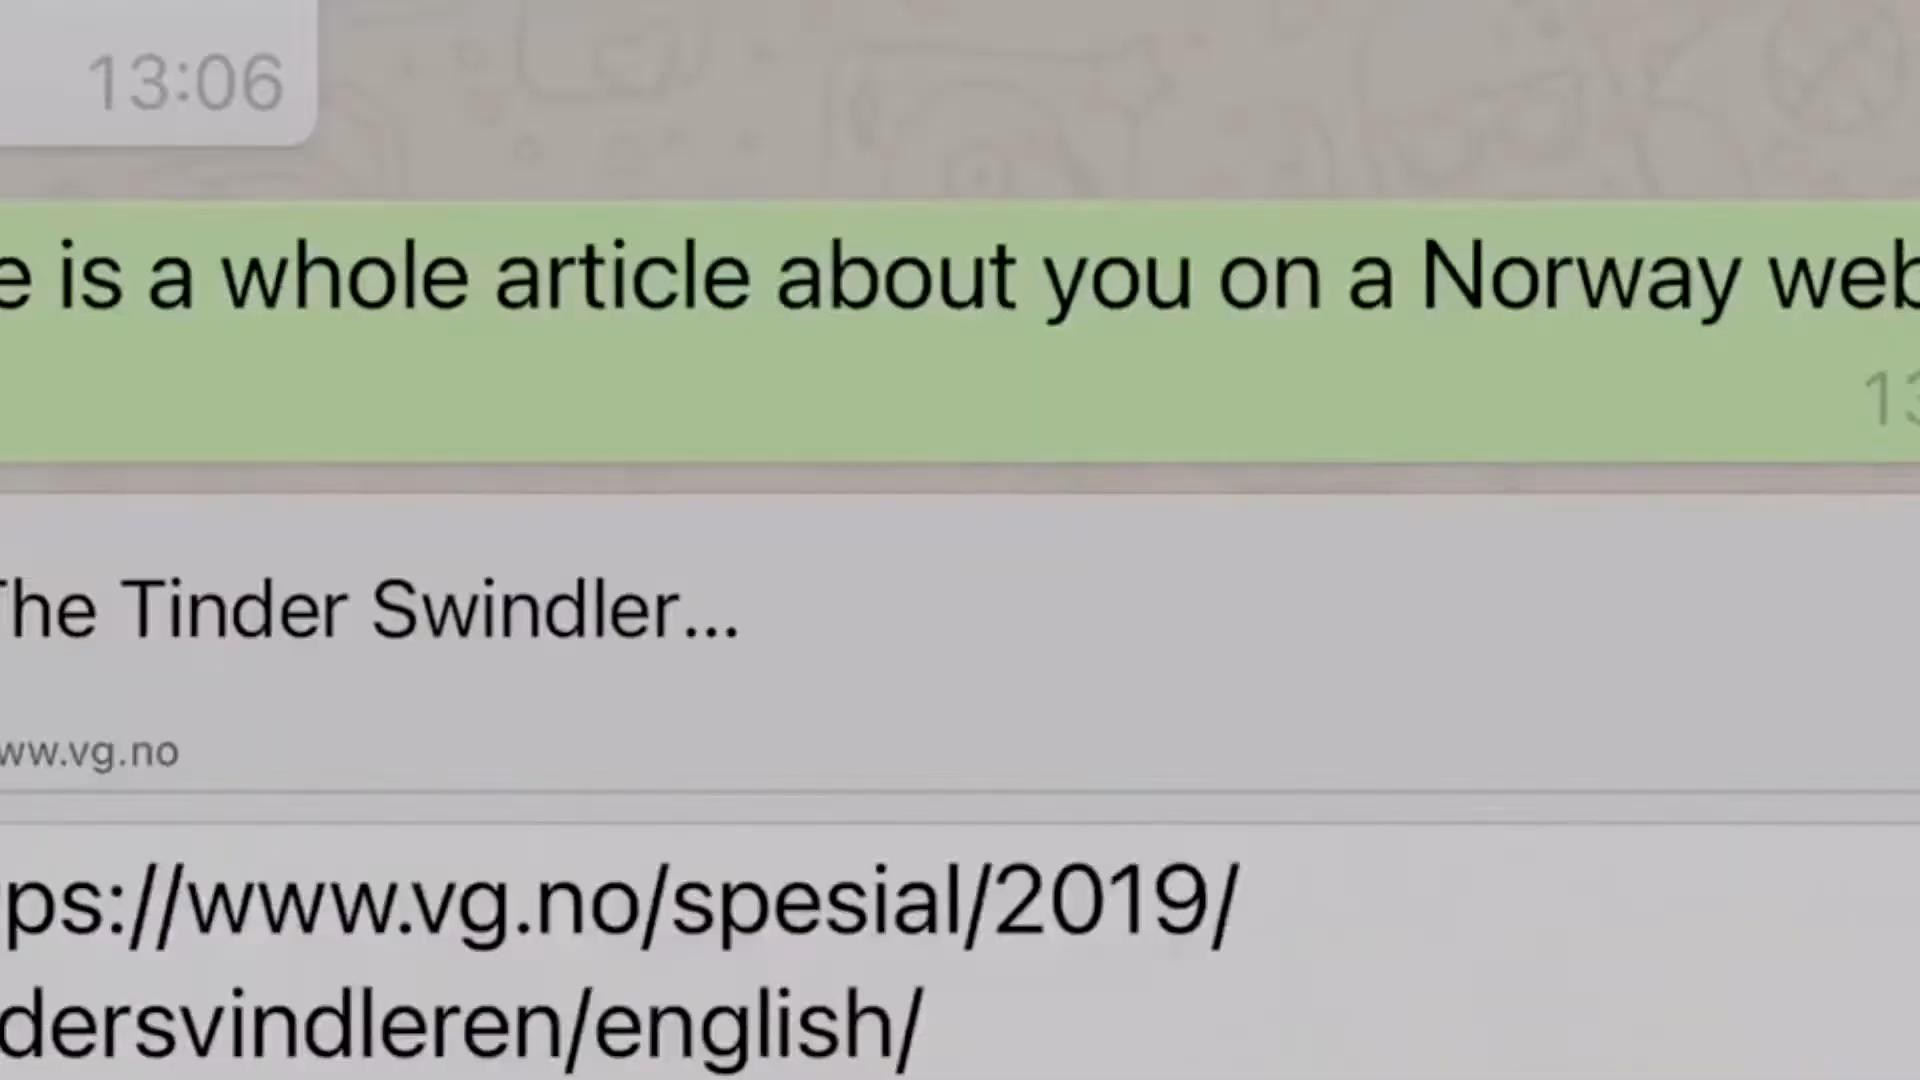 13:06
e is a whole article about you on a Norway web
13
The Tinder Swindler...
ww.vg.no
ps://www.vg.no/spesial/2019/
dersvindleren/english/